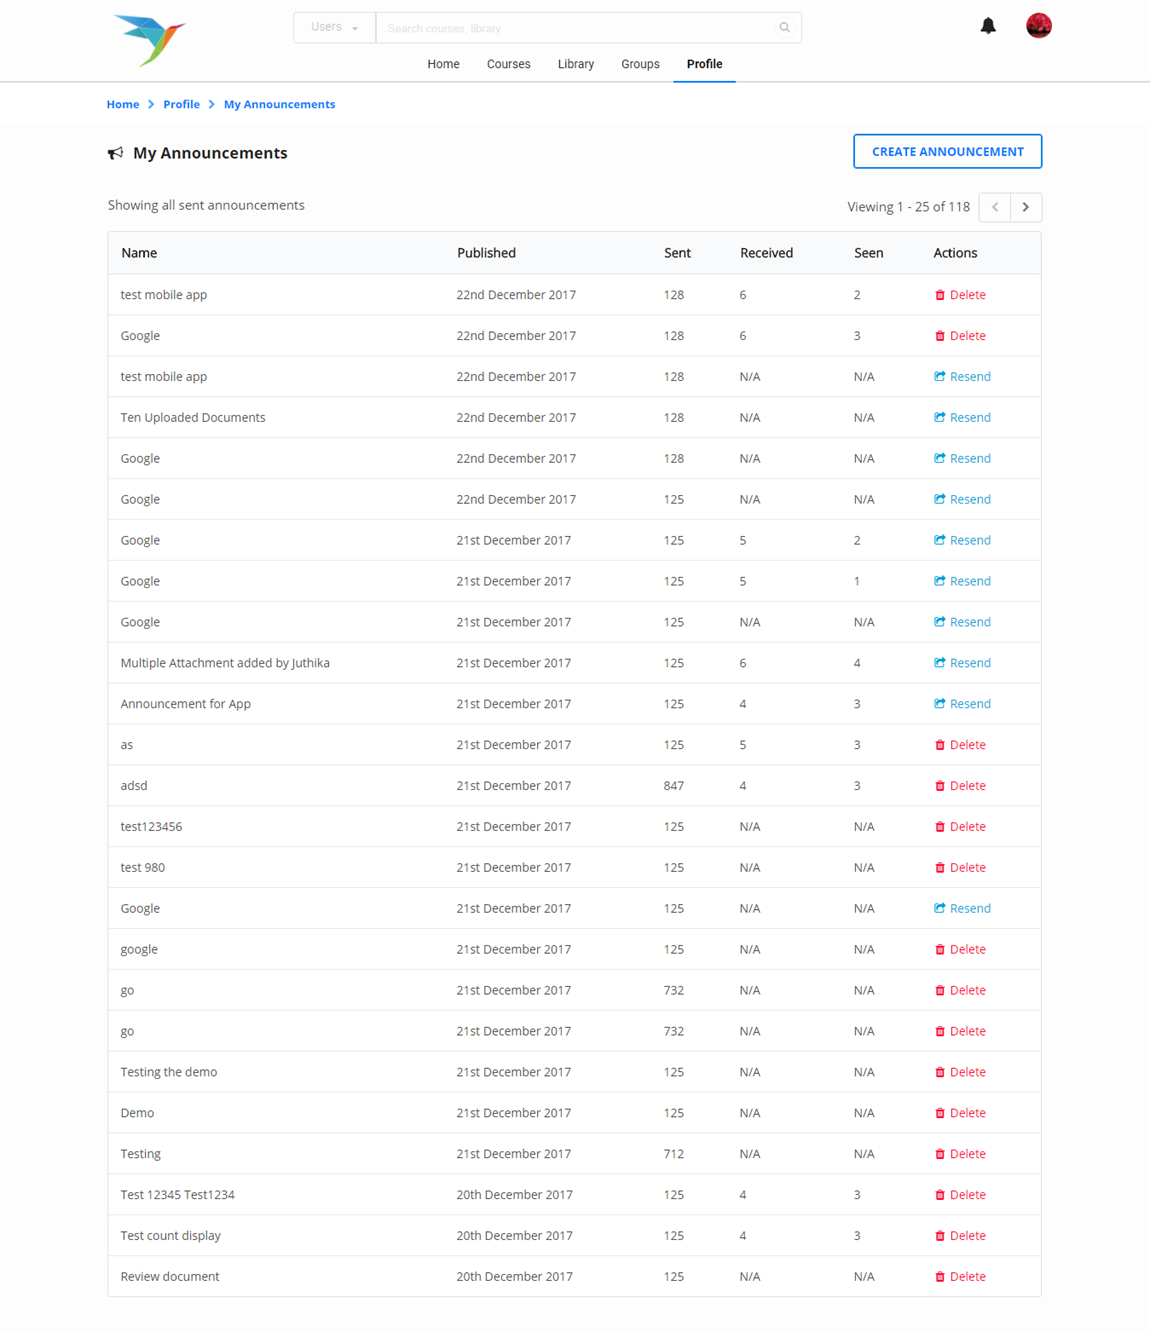 Users Search courses, library
Home Courses Library Groups Profile
Home > Profile > My Announcements
My Announcements CREATE ANNOUNCEMENT
Showing all sent announcements Viewing 1 - 25 of 118
Name Published Sent Received Seen Actions
test mobile app 22nd December 2017 128 6 2 Delete
Google 22nd December 2017 128 6 3 Delete
test mobile app 22nd December 2017 128 N/A N/A Resend
Ten Uploaded Documents 22nd December 2017 128 N/A N/A Resend
Google 22nd December 2017 128 N/A N/A Resend
Google 22nd December 2017 125 N/A N/A Resend
Google 21st December 2017 125 5 2 Resend
Google 21st December 2017 125 5 1 Resend
Google 21st December 2017 125 N/A N/A Resend
Multiple Attachment added by Juthika 21st December 2017 125 6 4 Resend
Announcement for App 21st December 2017 125 4 3 Resend
as 21st December 2017 125 5 3 Delete
adsd 21st December 2017 847 4 3 Delete
test123456 21st December 2017 125 N/A N/A Delete
test 980 21st December 2017 125 N/A N/A Delete
Google 21st December 2017 125 N/A N/A Resend
google 21st December 2017 125 N/A N/A Delete
go 21st December 2017 732 N/A N/A Delete
go 21st December 2017 732 N/A N/A Delete
Testing the demo 21st December 2017 125 N/A N/A Delete
Demo 21st December 2017 125 N/A N/A Delete
Testing 21st December 2017 712 N/A N/A Delete
Test 12345 Test1234 20th December 2017 125 4 3 Delete
Test count display 20th December 2017 125 4 3 Delete
Review document 20th December 2017 125 N/A N/A Delete